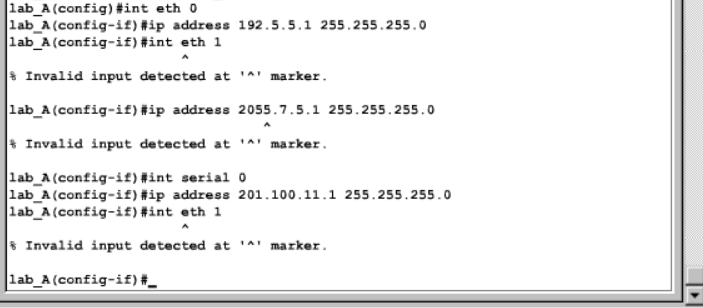 lab_A(config)#int eth 0
lab_A(config-if)#ip address 192.5.5.1 255.255.255.0
lab_A(config-if)#int eth 1
^
% Invalid input detected at '^' marker.
lab_A(config-if)#ip address 2055.7.5.1 255.255.255.0
^
% Invalid input detected at '^' marker.
lab_A(config-if)#int serial 0
lab_A(config-if)#ip address 201.100.11.1 255.255.255.0
lab_A(config-if)#int eth 1
^
% Invalid input detected at '^' marker.
lab_A(config-if)#_